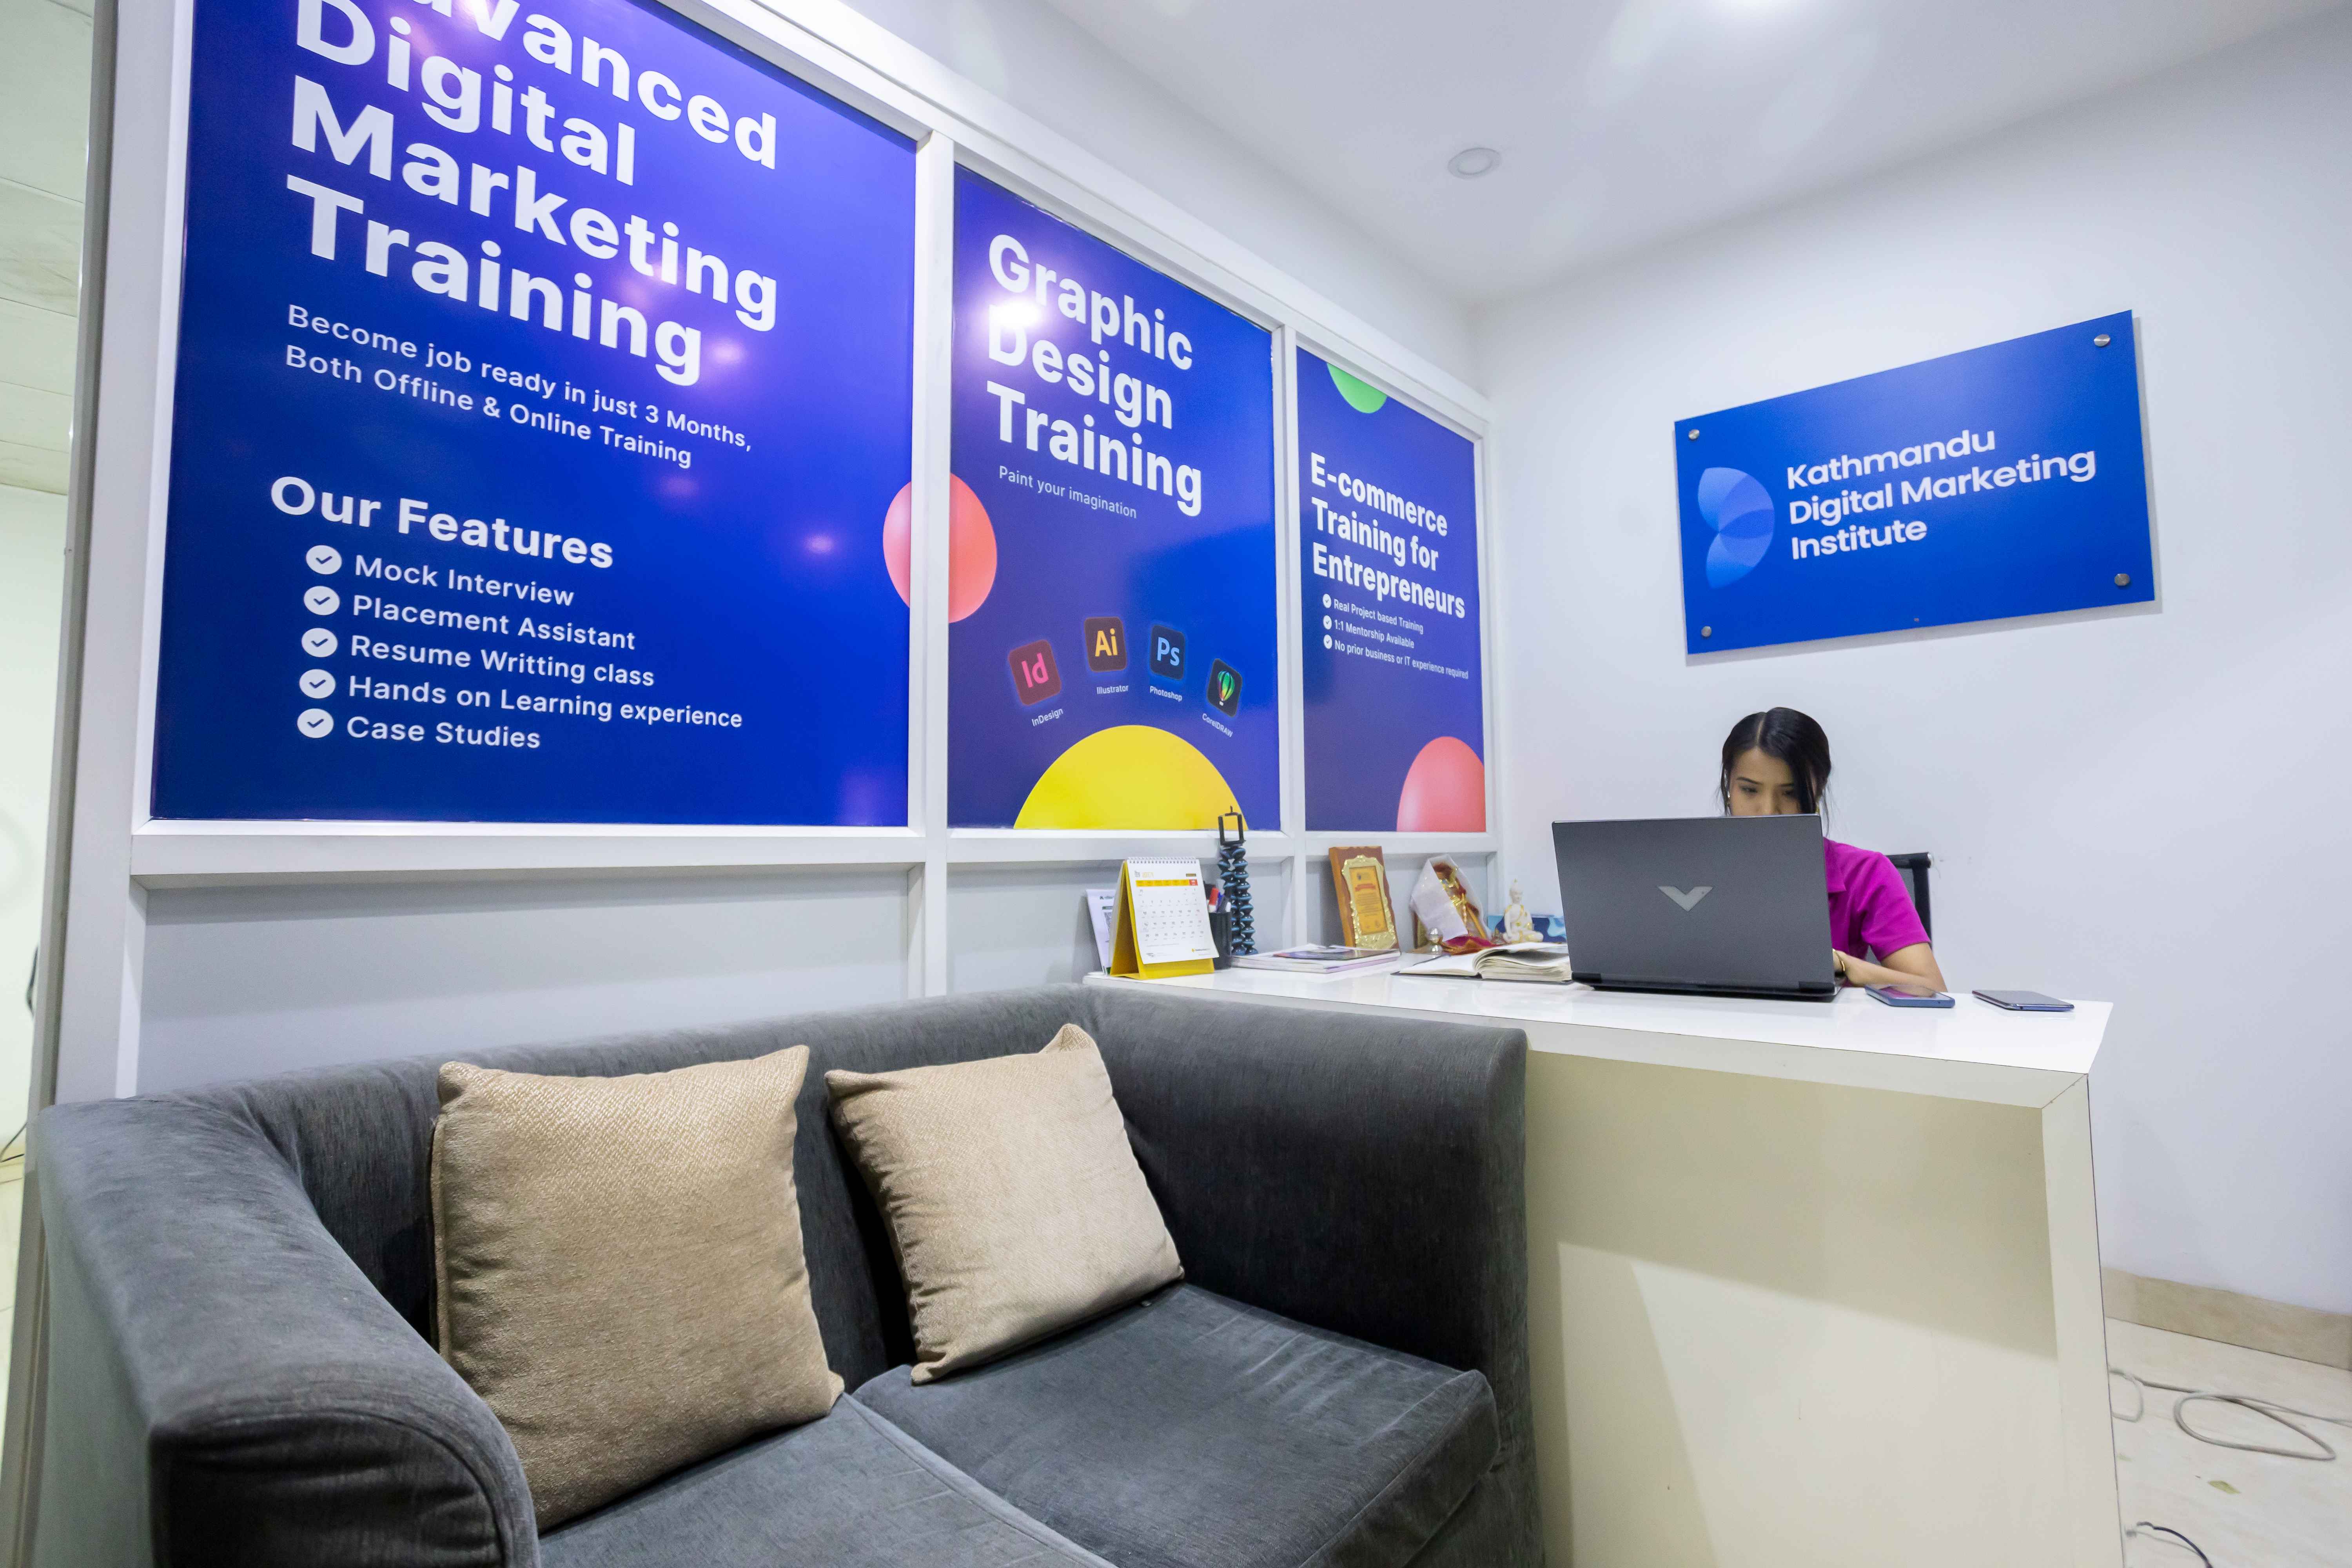 Advanced
Digital
Marketing
Training
Become job ready in just 3 Months,
Both Offline & Online Training
Our Features
Mock Interview
Placement Assistant
Resume Writting class
Hands on Learning experience
Case Studies
Graphic
Design
Training
Paint your imagination
Id
InDesign
Ai
Illustrator
Ps
Photoshop
CorelDRAW
E-commerce
Training for
Entrepreneurs
Real Project based Training
1:1 Mentorship Available
No prior business or IT experience required
Kathmandu
Digital Marketing
Institute